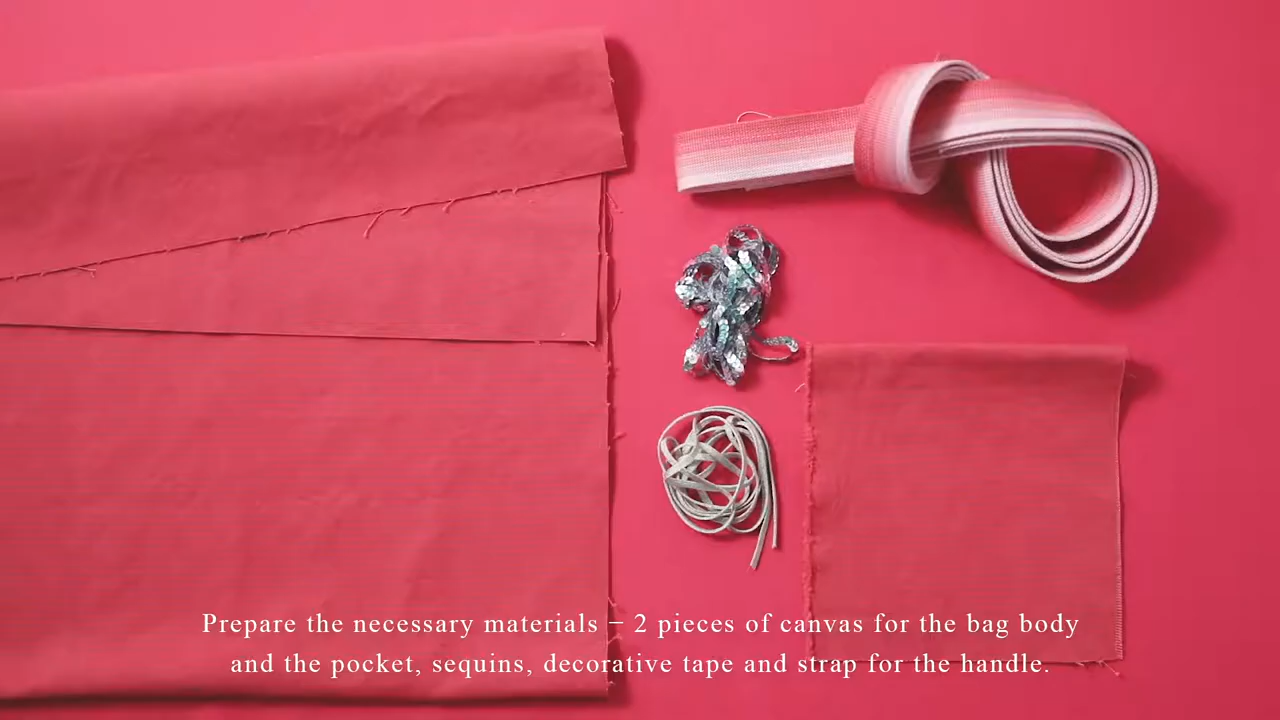 Prepare the necessary materials – 2 pieces of canvas for the bag body
and the pocket, sequins, decorative tape and strap for the handle.